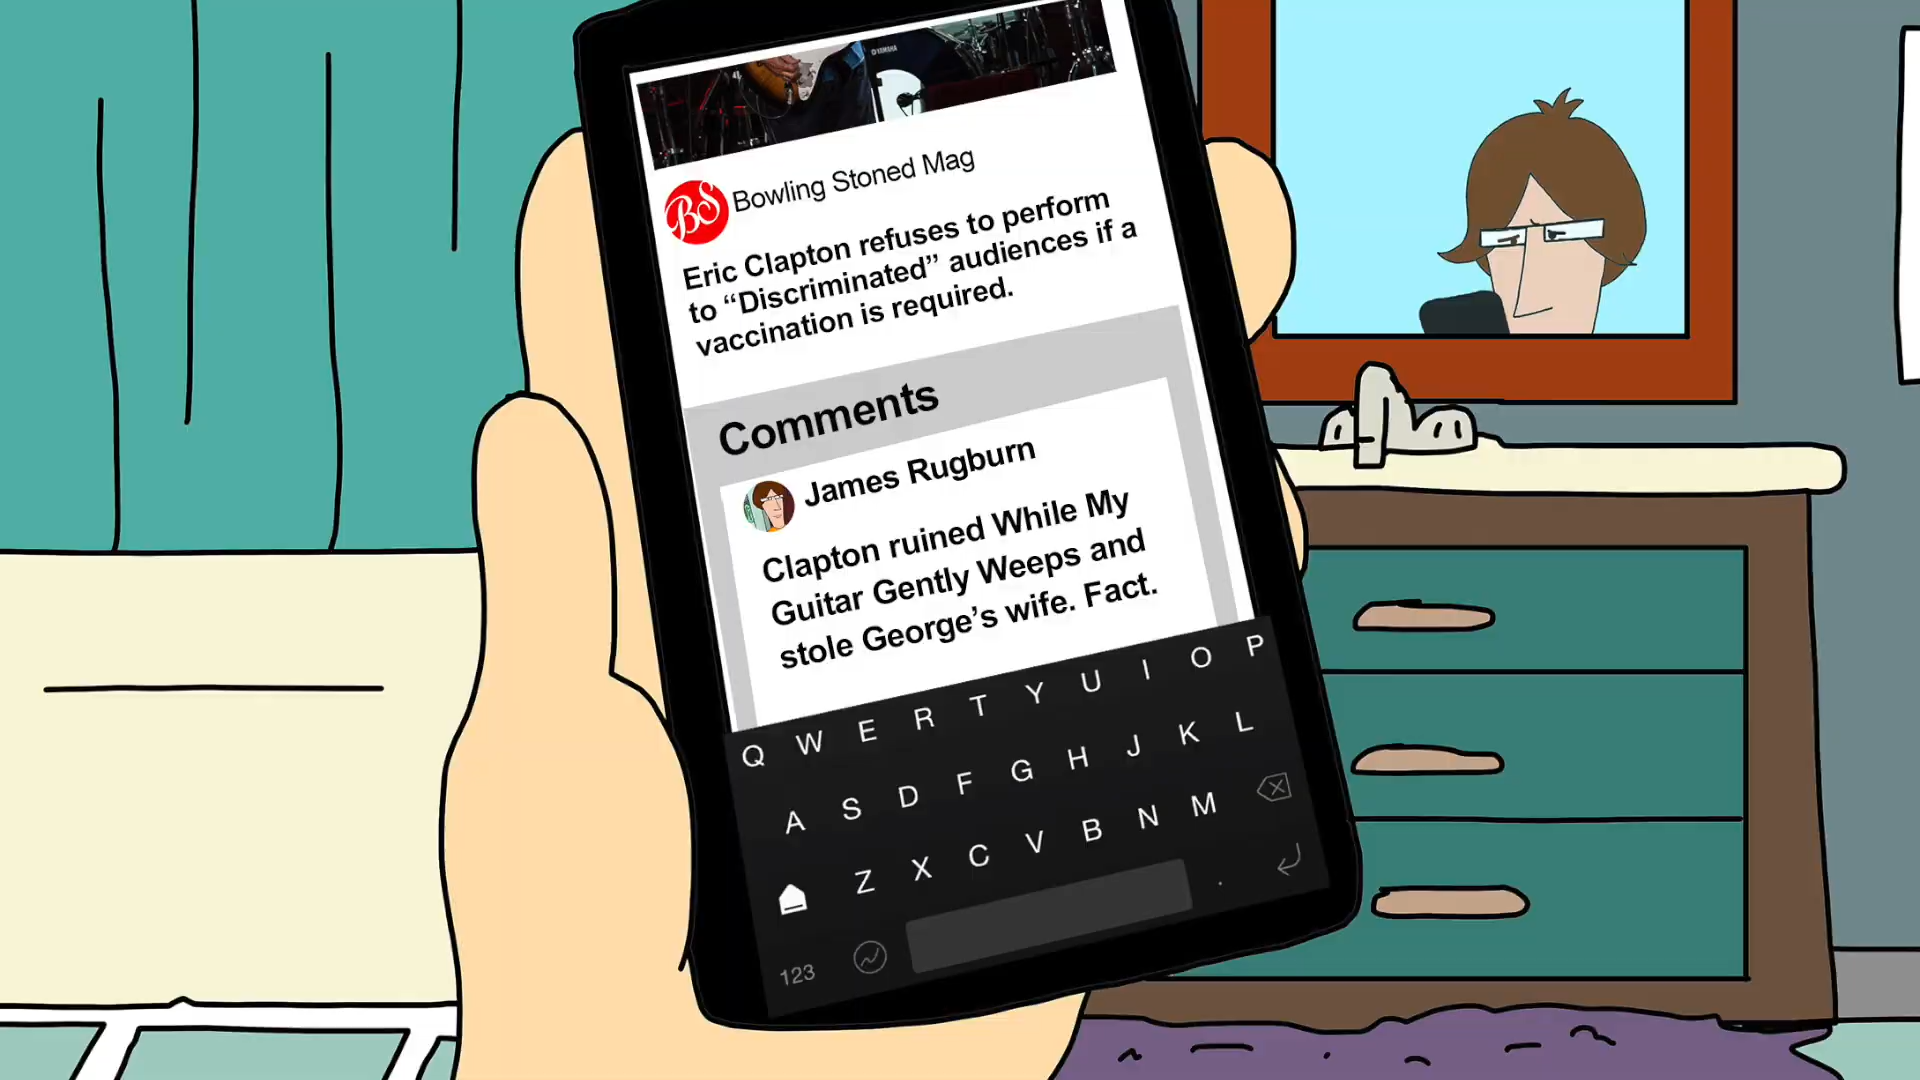 YAMAHA
BS
Bowling Stoned Mag
Eric Clapton refuses to perform
to “Discriminated” audiences if a
vaccination is required.
Comments
James Rugburn
Clapton ruined While My
Guitar Gently Weeps and
stole George’s wife. Fact.
Q W E R T Y U I O P
A S D F G H J K L
Z X C V B N M
123 .